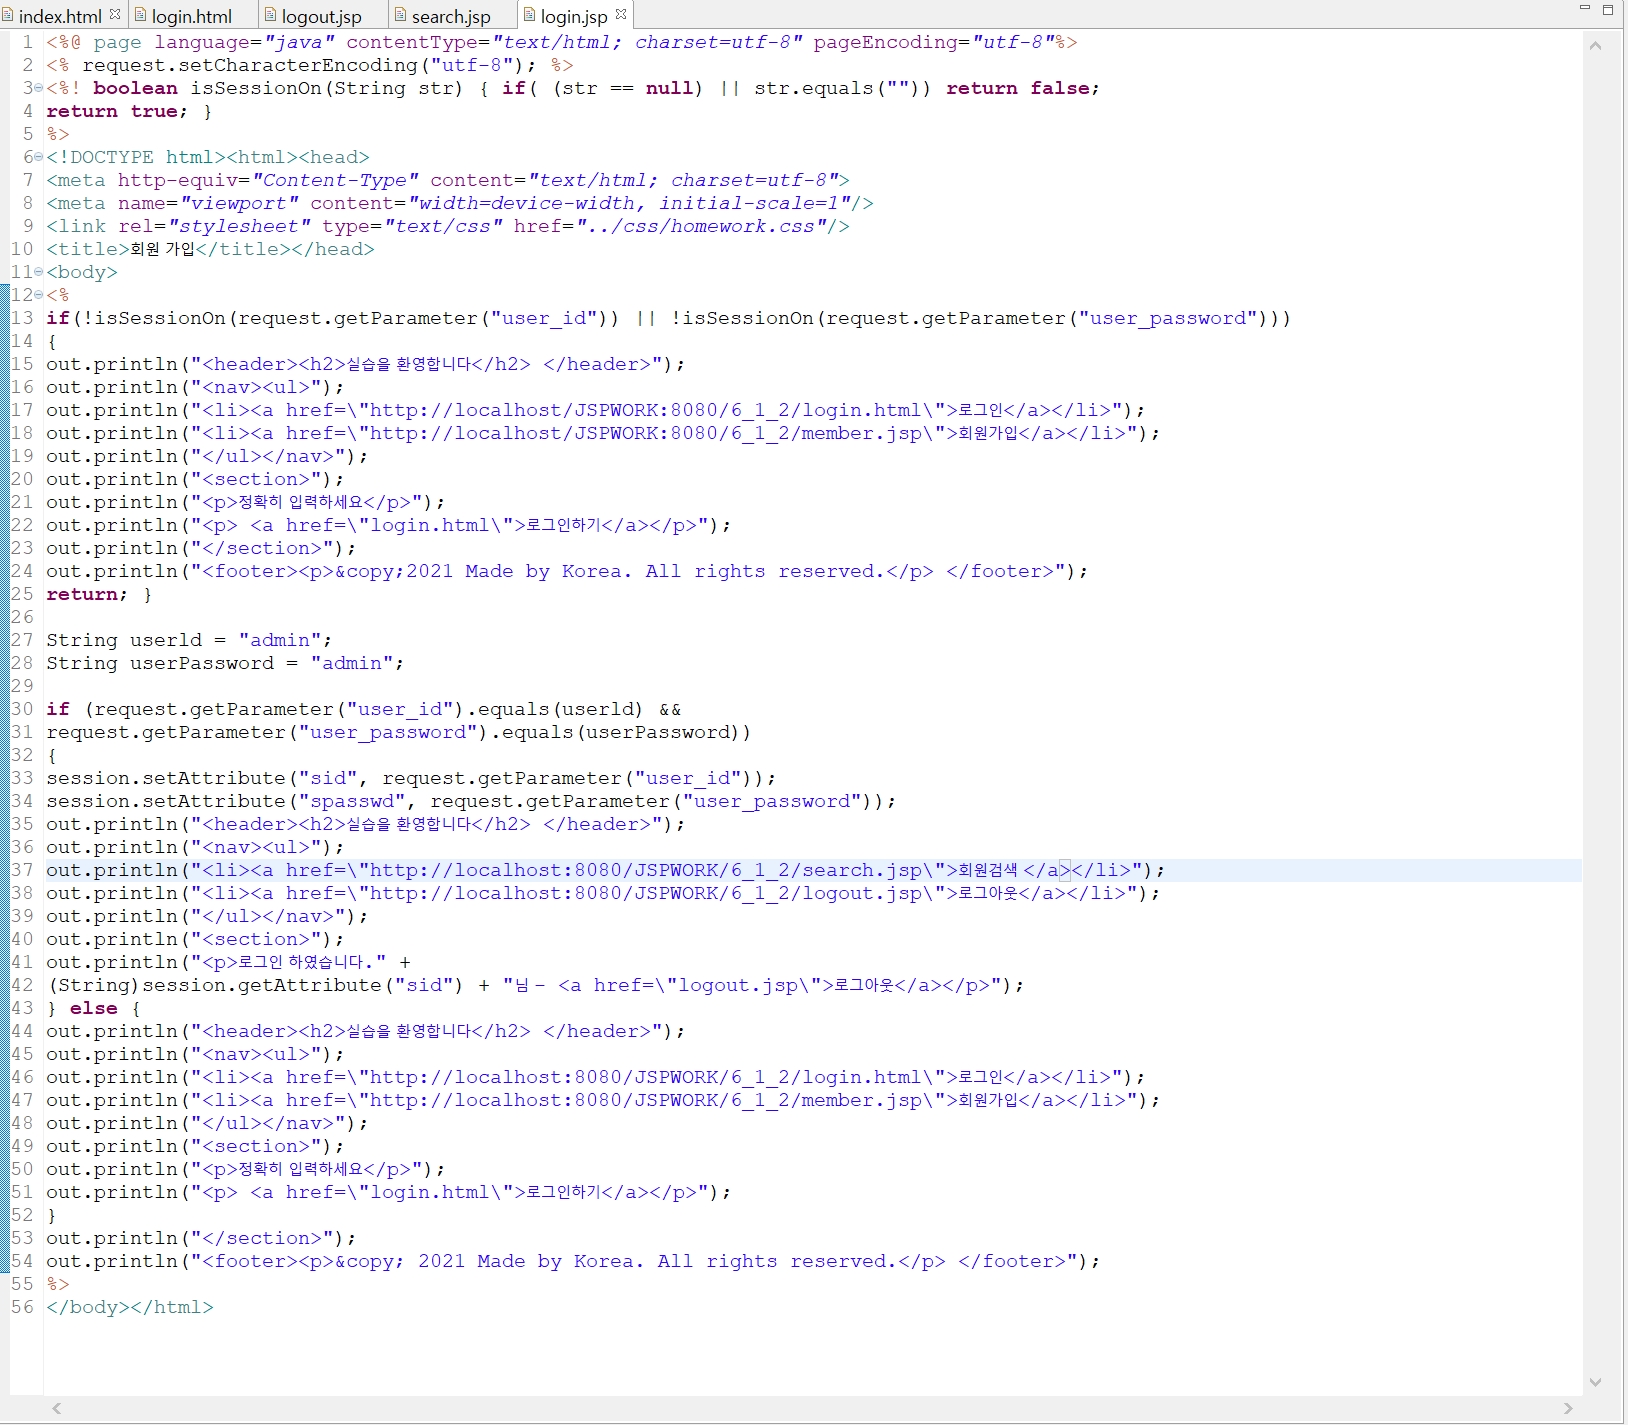 index.html login.html logout.jsp search.jsp login.jsp
1 <%@ page language="java" contentType="text/html; charset=utf-8" pageEncoding="utf-8"%>
2 <% request.setCharacterEncoding("utf-8"); %>
3 <%! boolean isSessionOn(String str) { if( (str == null) || str.equals("")) return false;
4 return true; }
5 %>
6 <!DOCTYPE html><html><head>
7 <meta http-equiv="Content-Type" content="text/html; charset=utf-8">
8 <meta name="viewport" content="width=device-width, initial-scale=1"/>
9 <link rel="stylesheet" type="text/css" href="../css/homework.css"/>
10 <title>회원 가입</title></head>
11 <body>
12 <%
13 if(!isSessionOn(request.getParameter("user_id")) || !isSessionOn(request.getParameter("user_password")))
14 {
15 out.println("<header><h2>실습을 환영합니다</h2> </header>");
16 out.println("<nav><ul>");
17 out.println("<li><a href=\"http://localhost/JSPWORK:8080/6_1_2/login.html\">로그인</a></li>");
18 out.println("<li><a href=\"http://localhost/JSPWORK:8080/6_1_2/member.jsp\">회원가입</a></li>");
19 out.println("</ul></nav>");
20 out.println("<section>");
21 out.println("<p>정확히 입력하세요</p>");
22 out.println("<p> <a href=\"login.html\">로그인하기</a></p>");
23 out.println("</section>");
24 out.println("<footer><p>&copy;2021 Made by Korea. All rights reserved.</p> </footer>");
25 return; }
26
27 String userld = "admin";
28 String userPassword = "admin";
29
30 if (request.getParameter("user_id").equals(userld) &&
31 request.getParameter("user_password").equals(userPassword))
32 {
33 session.setAttribute("sid", request.getParameter("user_id"));
34 session.setAttribute("spasswd", request.getParameter("user_password"));
35 out.println("<header><h2>실습을 환영합니다</h2> </header>");
36 out.println("<nav><ul>");
37 out.println("<li><a href=\"http://localhost:8080/JSPWORK/6_1_2/search.jsp\">회원검색 </a></li>");
38 out.println("<li><a href=\"http://localhost:8080/JSPWORK/6_1_2/logout.jsp\">로그아웃</a></li>");
39 out.println("</ul></nav>");
40 out.println("<section>");
41 out.println("<p>로그인 하였습니다." +
42 (String)session.getAttribute("sid") + "님 – <a href=\"logout.jsp\">로그아웃</a></p>");
43 } else {
44 out.println("<header><h2>실습을 환영합니다</h2> </header>");
45 out.println("<nav><ul>");
46 out.println("<li><a href=\"http://localhost:8080/JSPWORK/6_1_2/login.html\">로그인</a></li>");
47 out.println("<li><a href=\"http://localhost:8080/JSPWORK/6_1_2/member.jsp\">회원가입</a></li>");
48 out.println("</ul></nav>");
49 out.println("<section>");
50 out.println("<p>정확히 입력하세요</p>");
51 out.println("<p> <a href=\"login.html\">로그인하기</a></p>");
52 }
53 out.println("</section>");
54 out.println("<footer><p>&copy; 2021 Made by Korea. All rights reserved.</p> </footer>");
55 %>
56 </body></html>